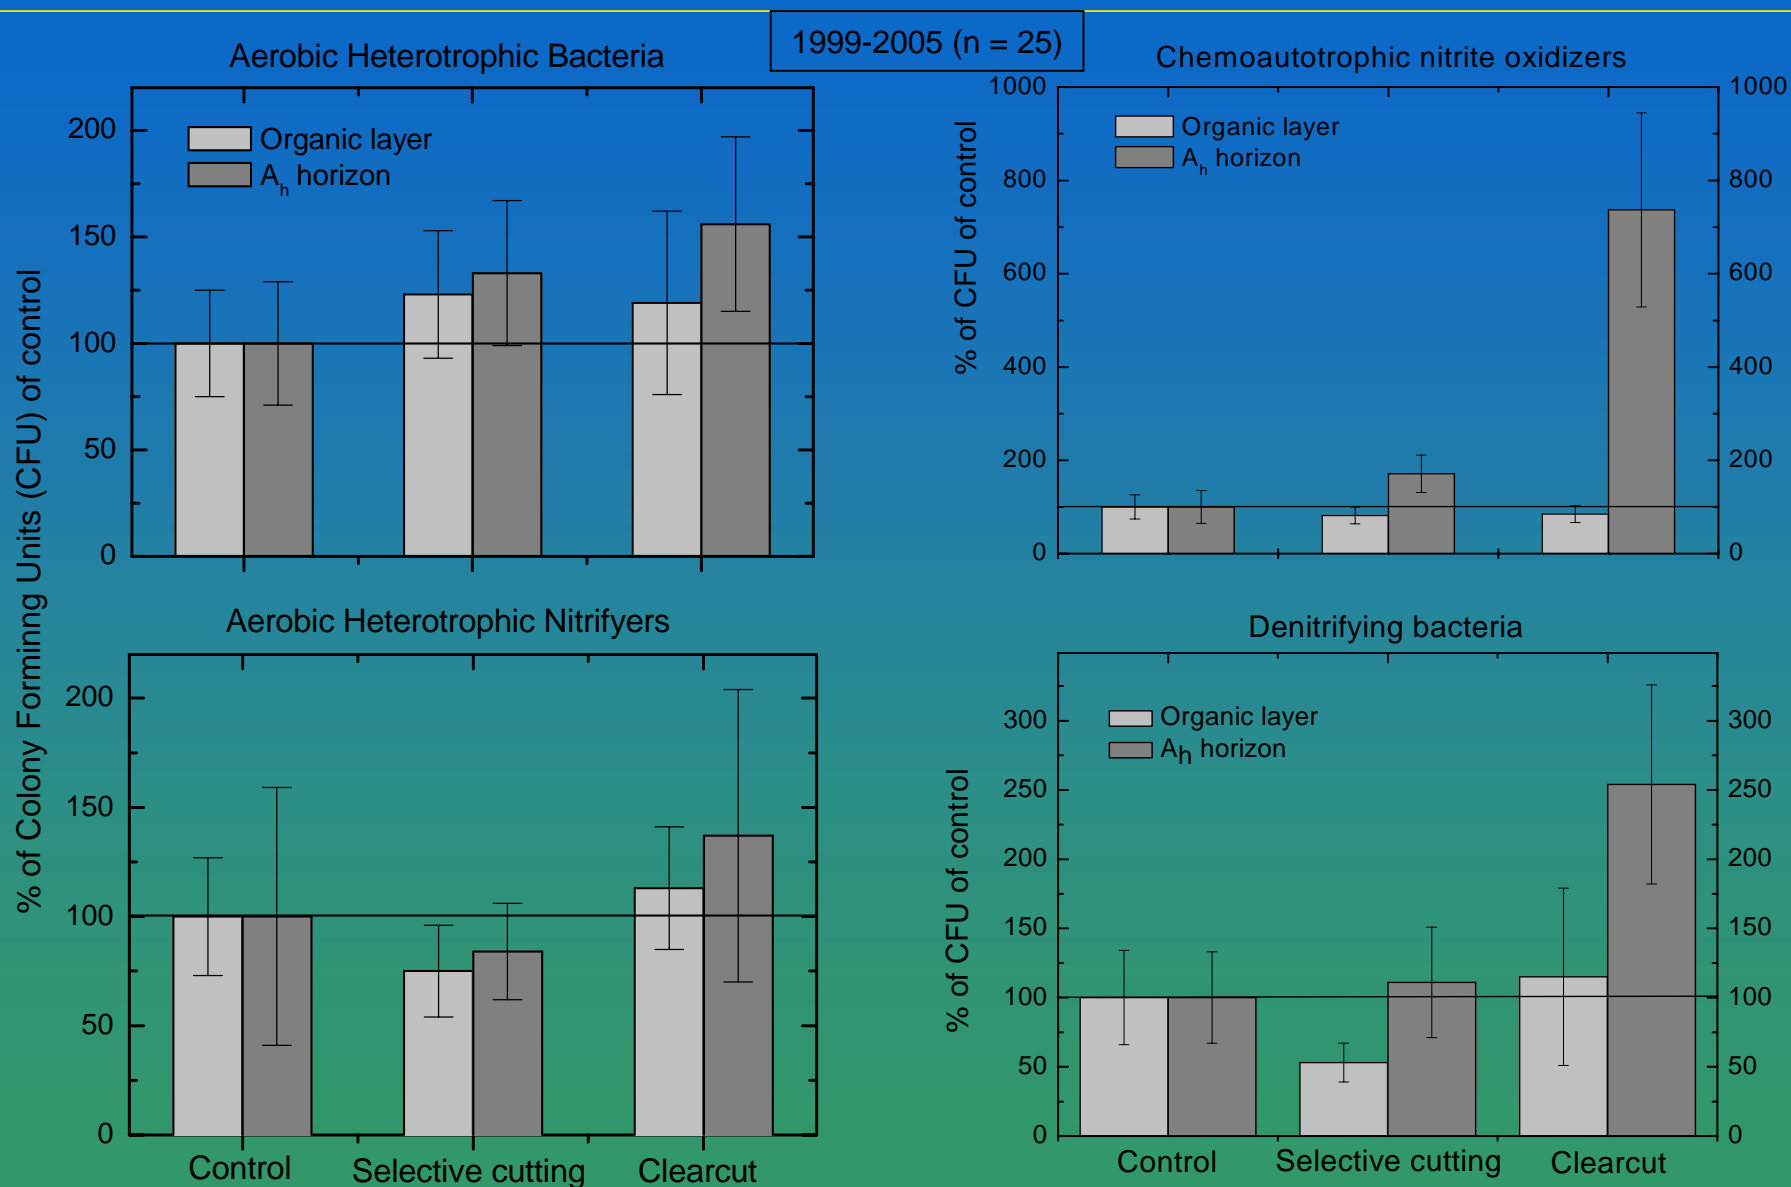 1999-2005 (n = 25)
Aerobic Heterotrophic Bacteria
Organic layer
Ah horizon
200
150
100
50
0
% of Colony Forminng Units (CFU) of control
Chemoautotrophic nitrite oxidizers
Organic layer
Ah horizon
% of CFU of control
1000
800
600
400
200
0
1000
800
600
400
200
0
Aerobic Heterotrophic Nitrifyers
200
150
100
50
0
Control Selective cutting Clearcut
Denitrifying bacteria
Organic layer
Ah horizon
% of CFU of control
300
250
200
150
100
50
0
300
250
200
150
100
50
0
Control Selective cutting Clearcut